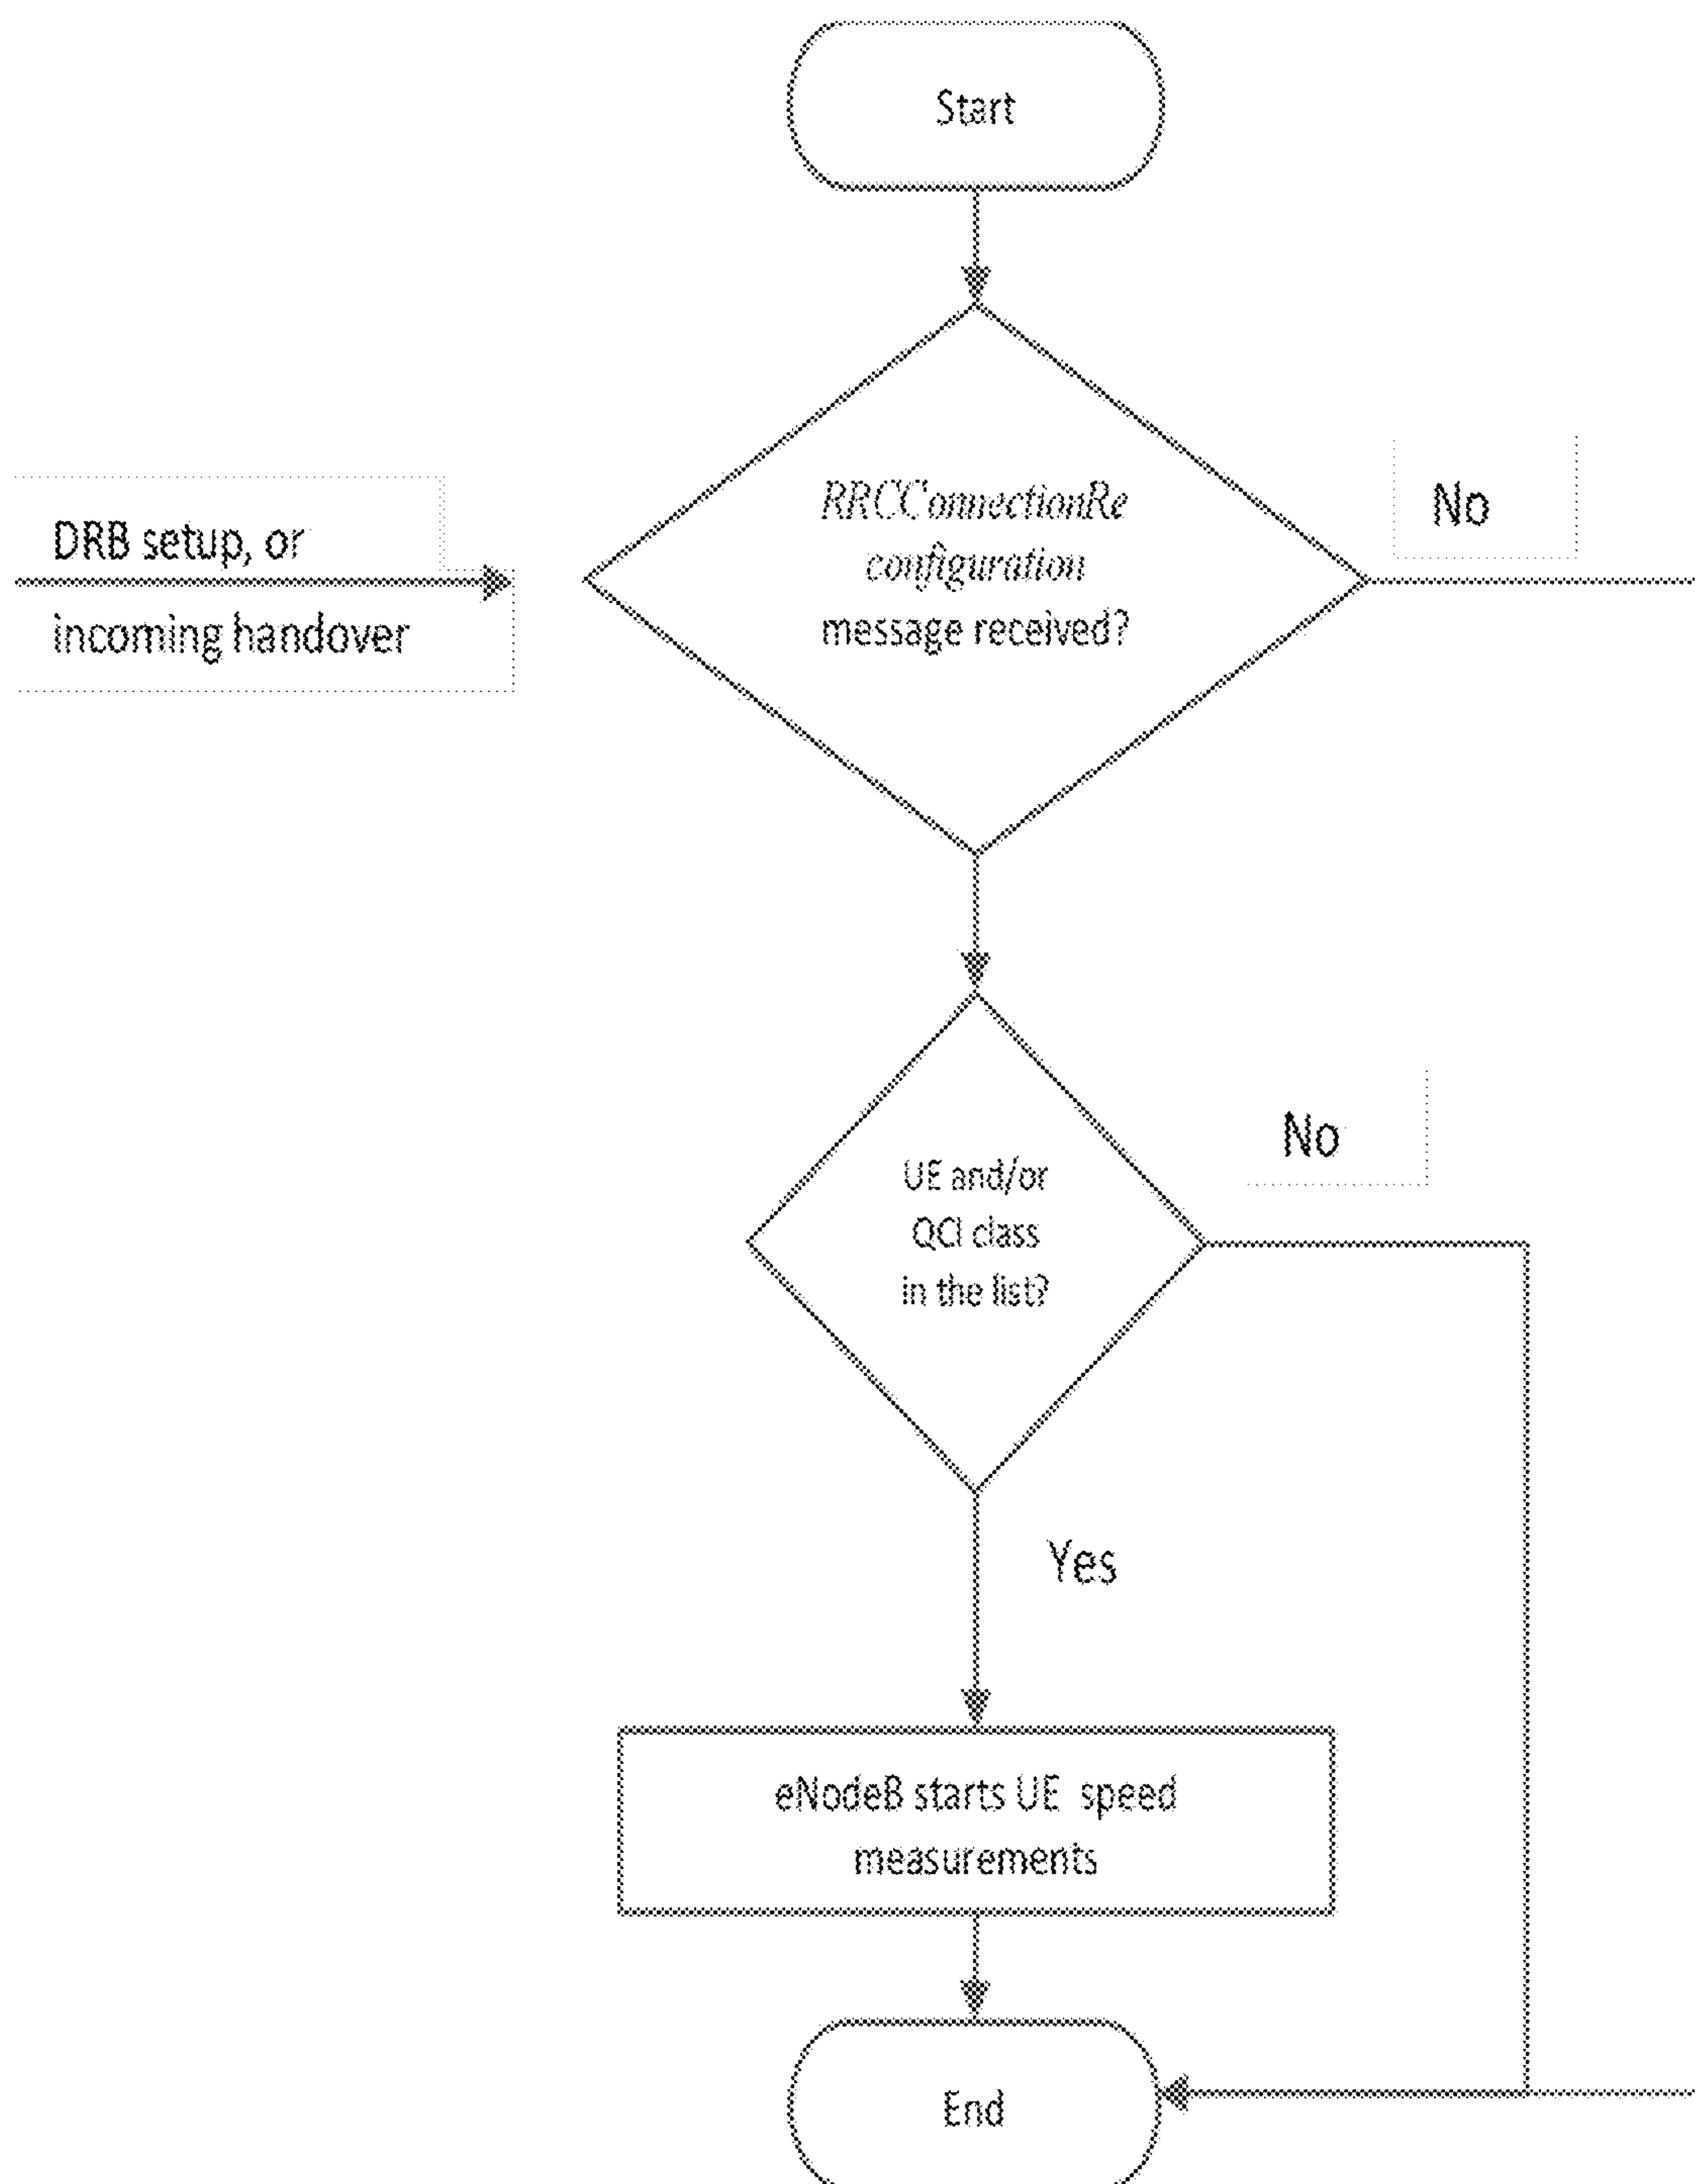 Start
RRCConnectionRe
configuration
message received?
No
DRB setup, or
incoming handover
UE and/or
QCI class
in the list?
No
Yes
eNodeB starts UE speed
measurements
End